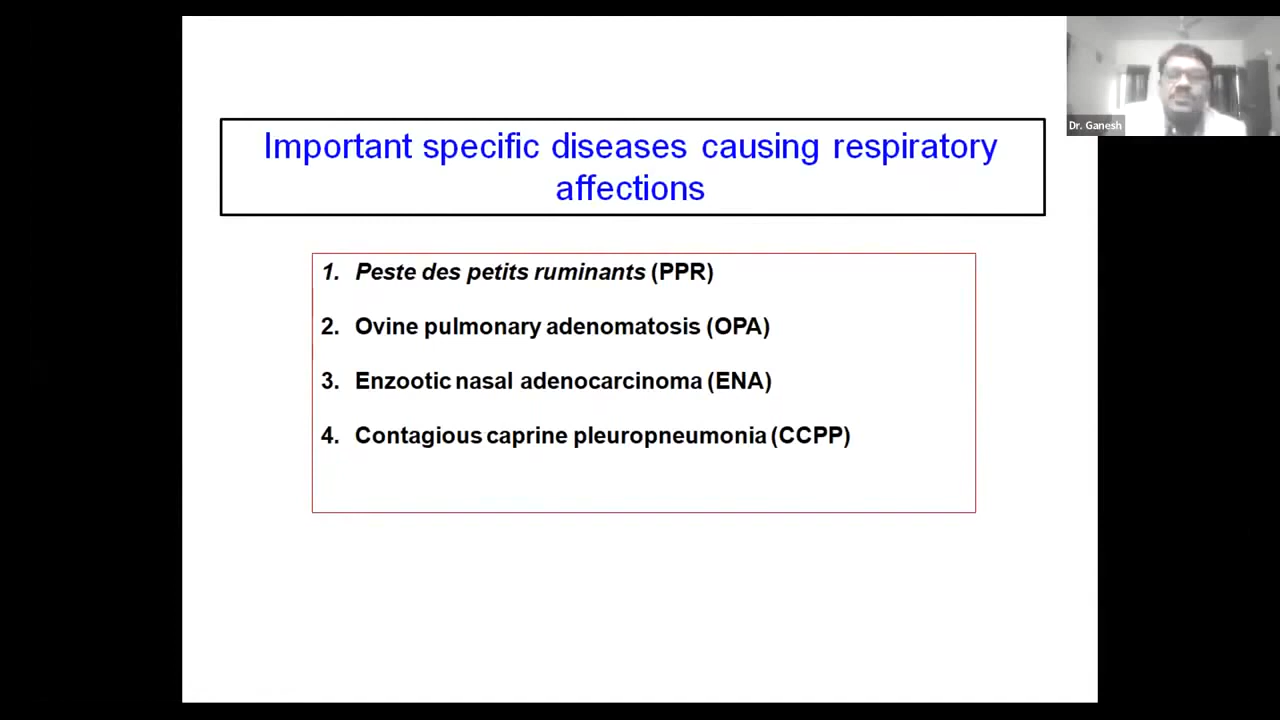 Dr. Ganesh
Important specific diseases causing respiratory
affections
1. Peste des petits ruminants (PPR)
2. Ovine pulmonary adenomatosis (OPA)
3. Enzootic nasal adenocarcinoma (ENA)
4. Contagious caprine pleuropneumonia (CCPP)